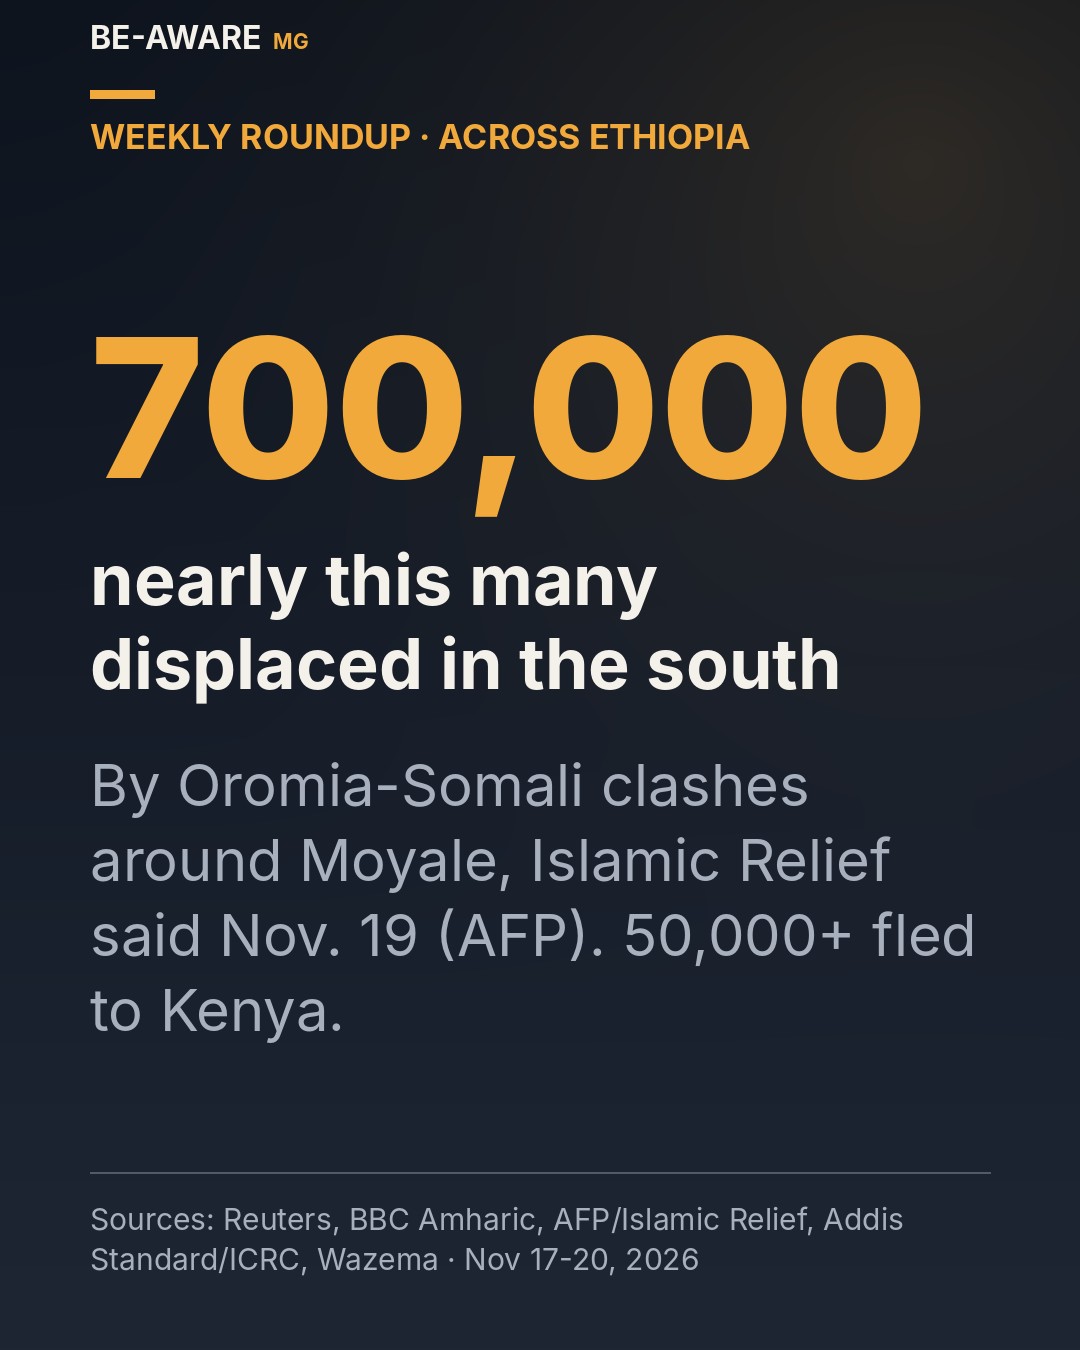 BE-AWARE MG
WEEKLY ROUNDUP · ACROSS ETHIOPIA
700,000
nearly this many
displaced in the south
By Oromia-Somali clashes
around Moyale, Islamic Relief
said Nov. 19 (AFP). 50,000+ fled
to Kenya.
Sources: Reuters, BBC Amharic, AFP/Islamic Relief, Addis
Standard/ICRC, Wazema · Nov 17-20, 2026